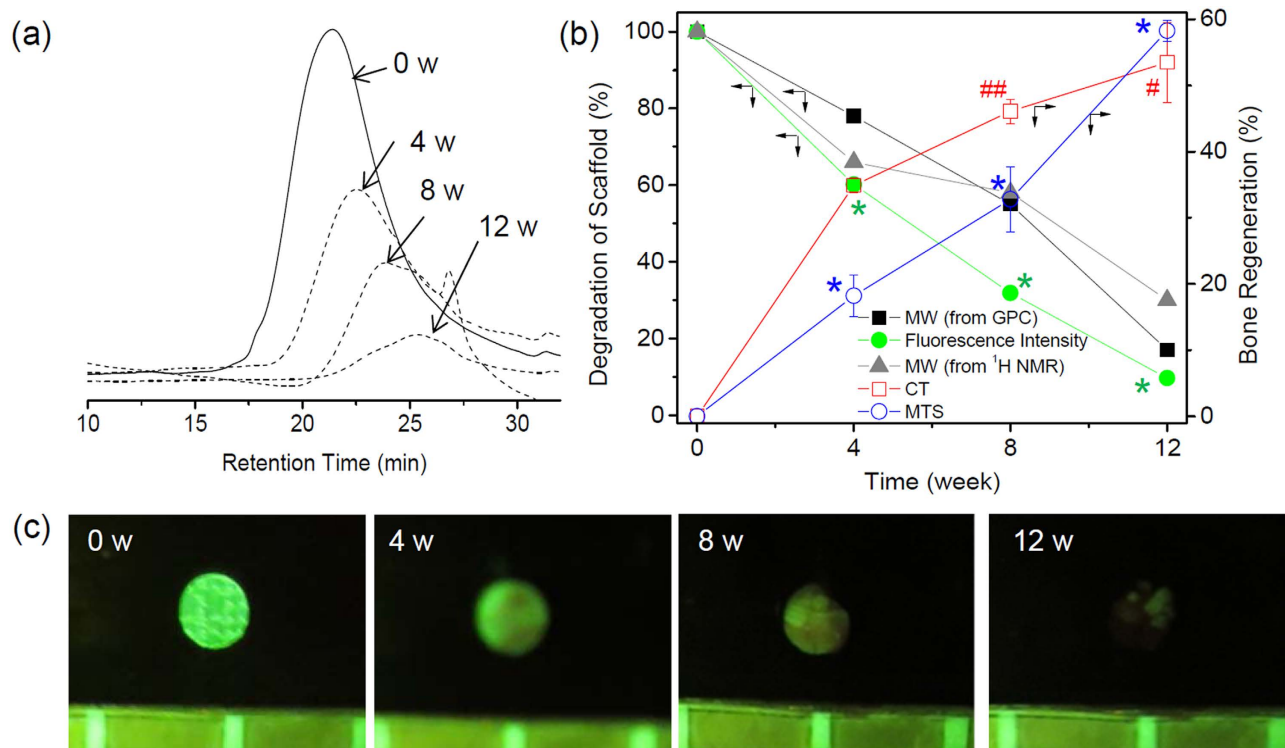 (a)
0 w
4 w
8 w
12 w
10 15 20 25 30
Retention Time (min)
(b)
Degradation of Scaffold (%)
100
80
60
40
20
0
*
*
*
*
*
*
##
#
MW (from GPC)
Fluorescence Intensity
MW (from ¹H NMR)
CT
MTS
60
40
20
0
Bone Regeneration (%)
0 4 8 12
Time (week)
(c)
0 w
4 w
8 w
12 w